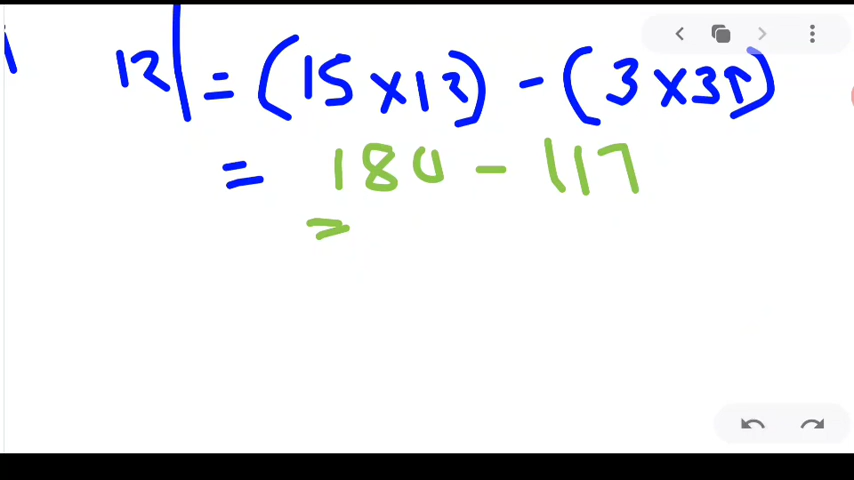 12| = (15 x 12) - (3 x 39)
= 180 - 117
=